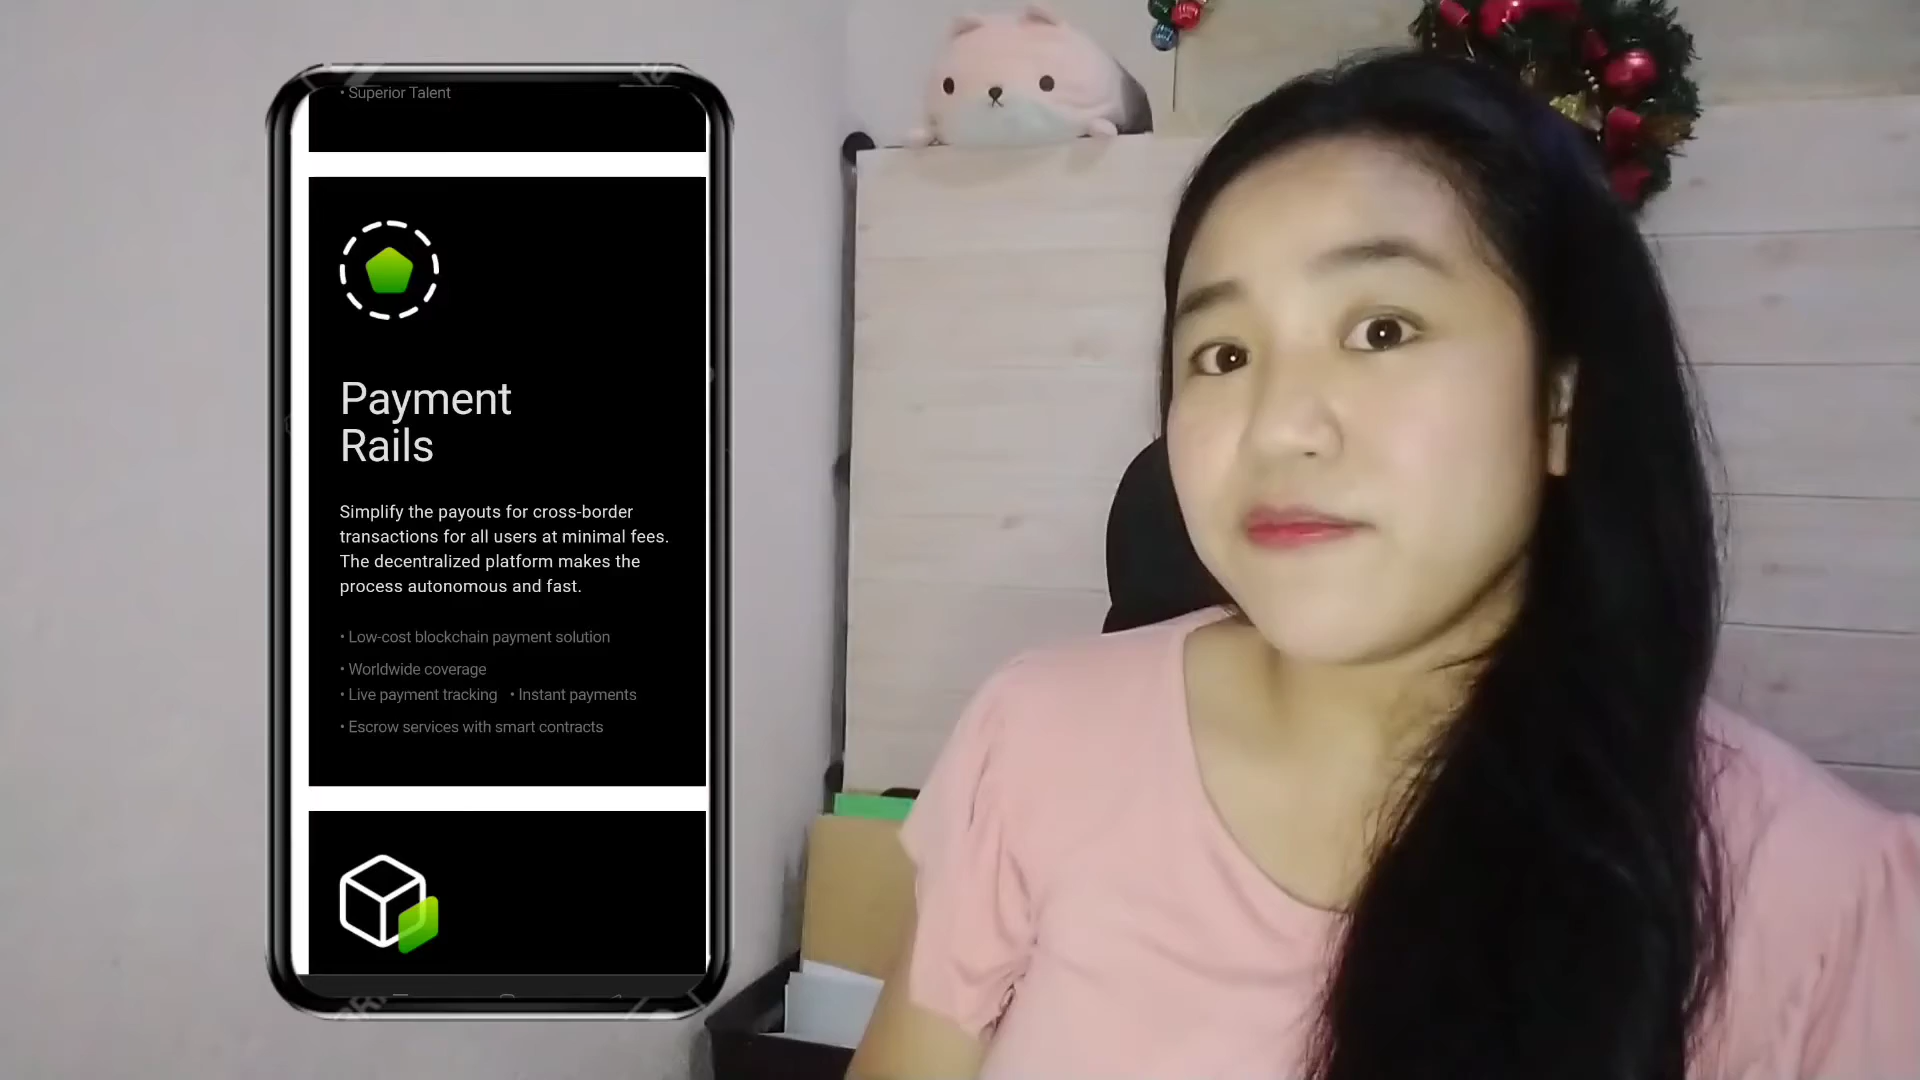 • Superior Talent
Payment
Rails
Simplify the payouts for cross-border
transactions for all users at minimal fees.
The decentralized platform makes the
process autonomous and fast.
• Low-cost blockchain payment solution
• Worldwide coverage
• Live payment tracking • Instant payments
• Escrow services with smart contracts